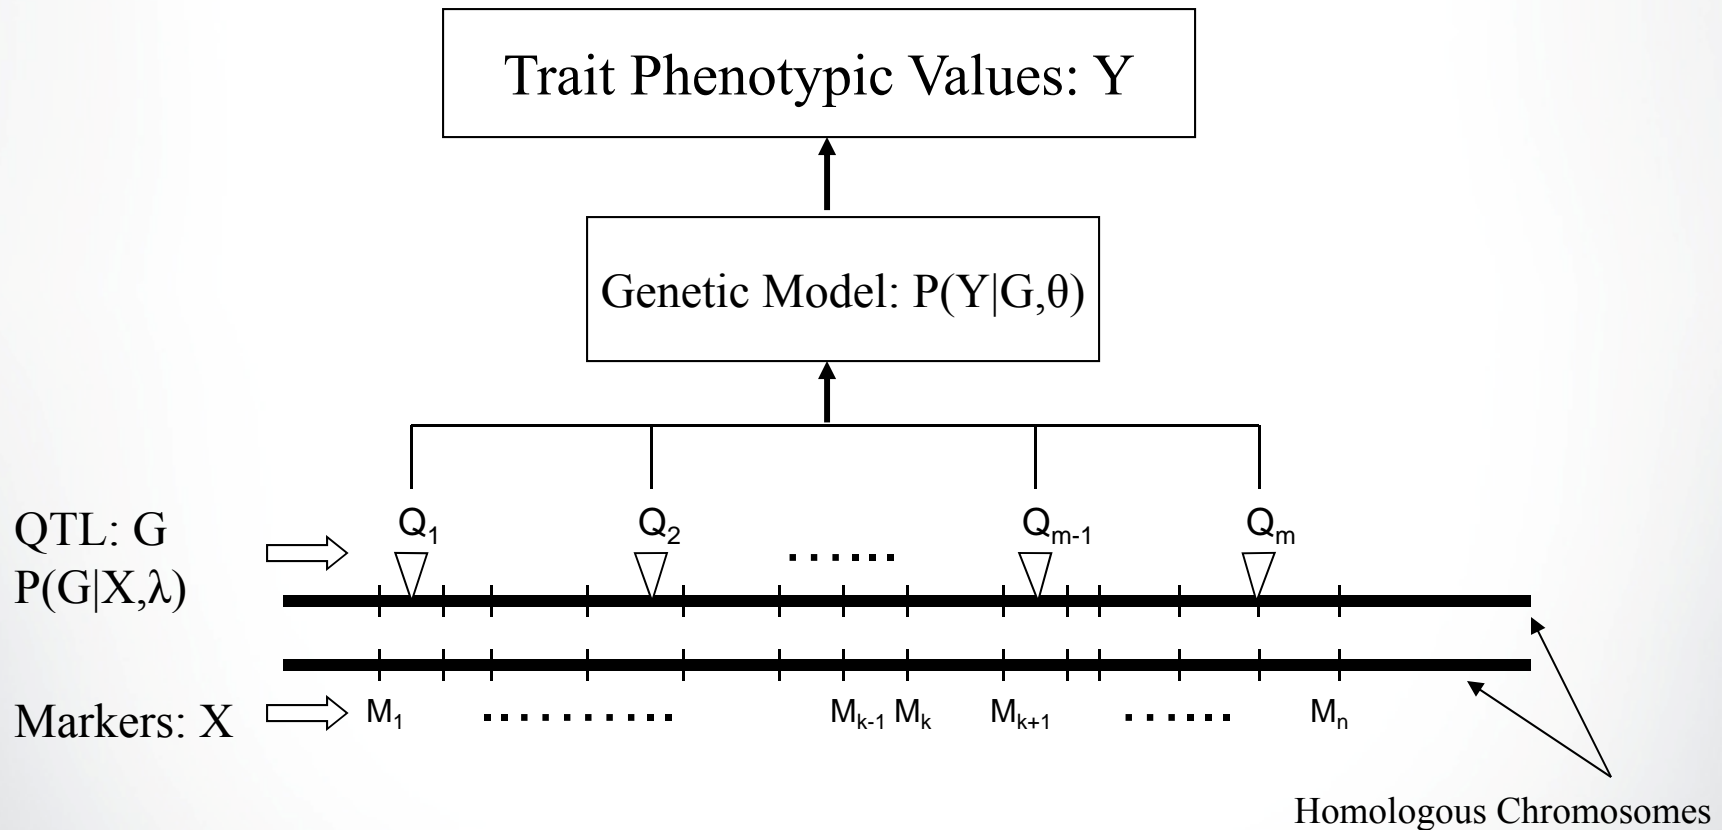 Trait Phenotypic Values: Y
Genetic Model: P(Y|G,θ)
QTL: G
P(G|X,λ)
Q1 Q2 ...... Qm-1 Qm
Markers: X
M1 .......... Mk-1 Mk Mk+1 ...... Mn
Homologous Chromosomes